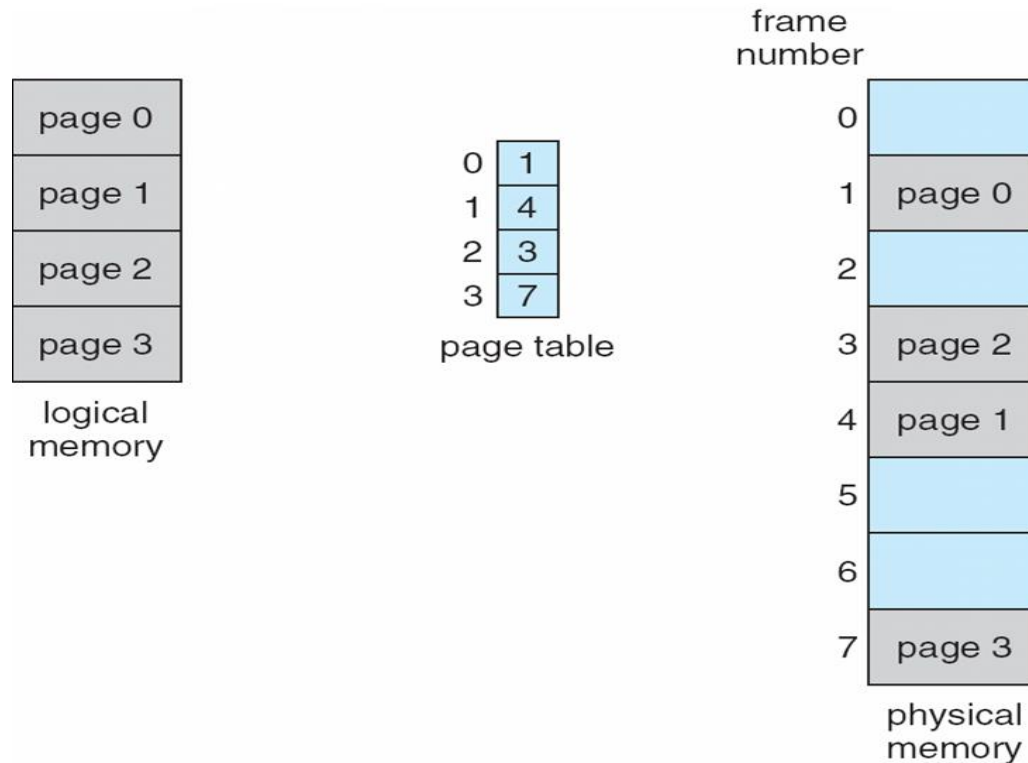 page 0
page 1
page 2
page 3
logical
memory
0 1
1 4
2 3
3 7
page table
frame
number
0
1 page 0
2
3 page 2
4 page 1
5
6
7 page 3
physical
memory